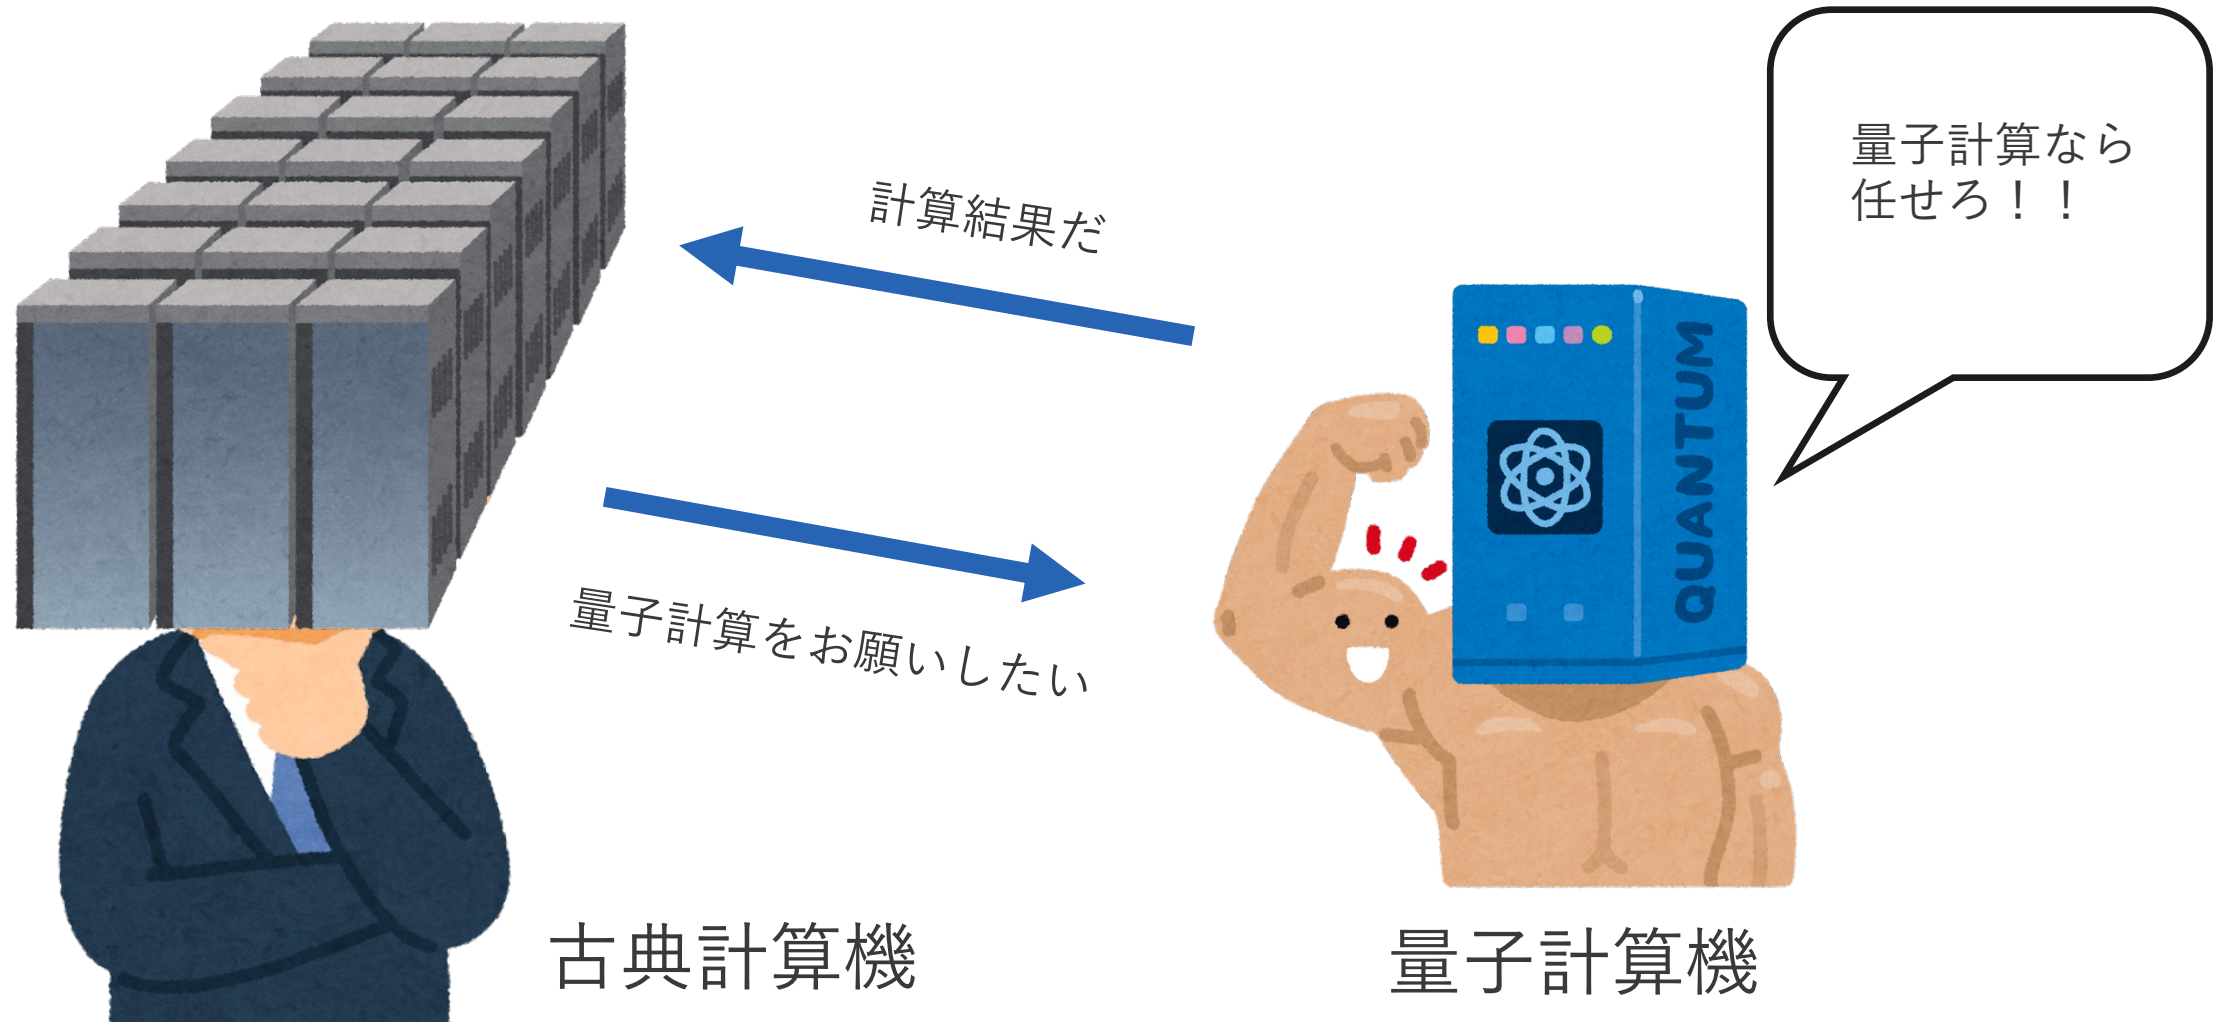 量子計算なら
任せろ！！
計算結果だ
QUANTUM
量子計算をお願いしたい
古典計算機
量子計算機